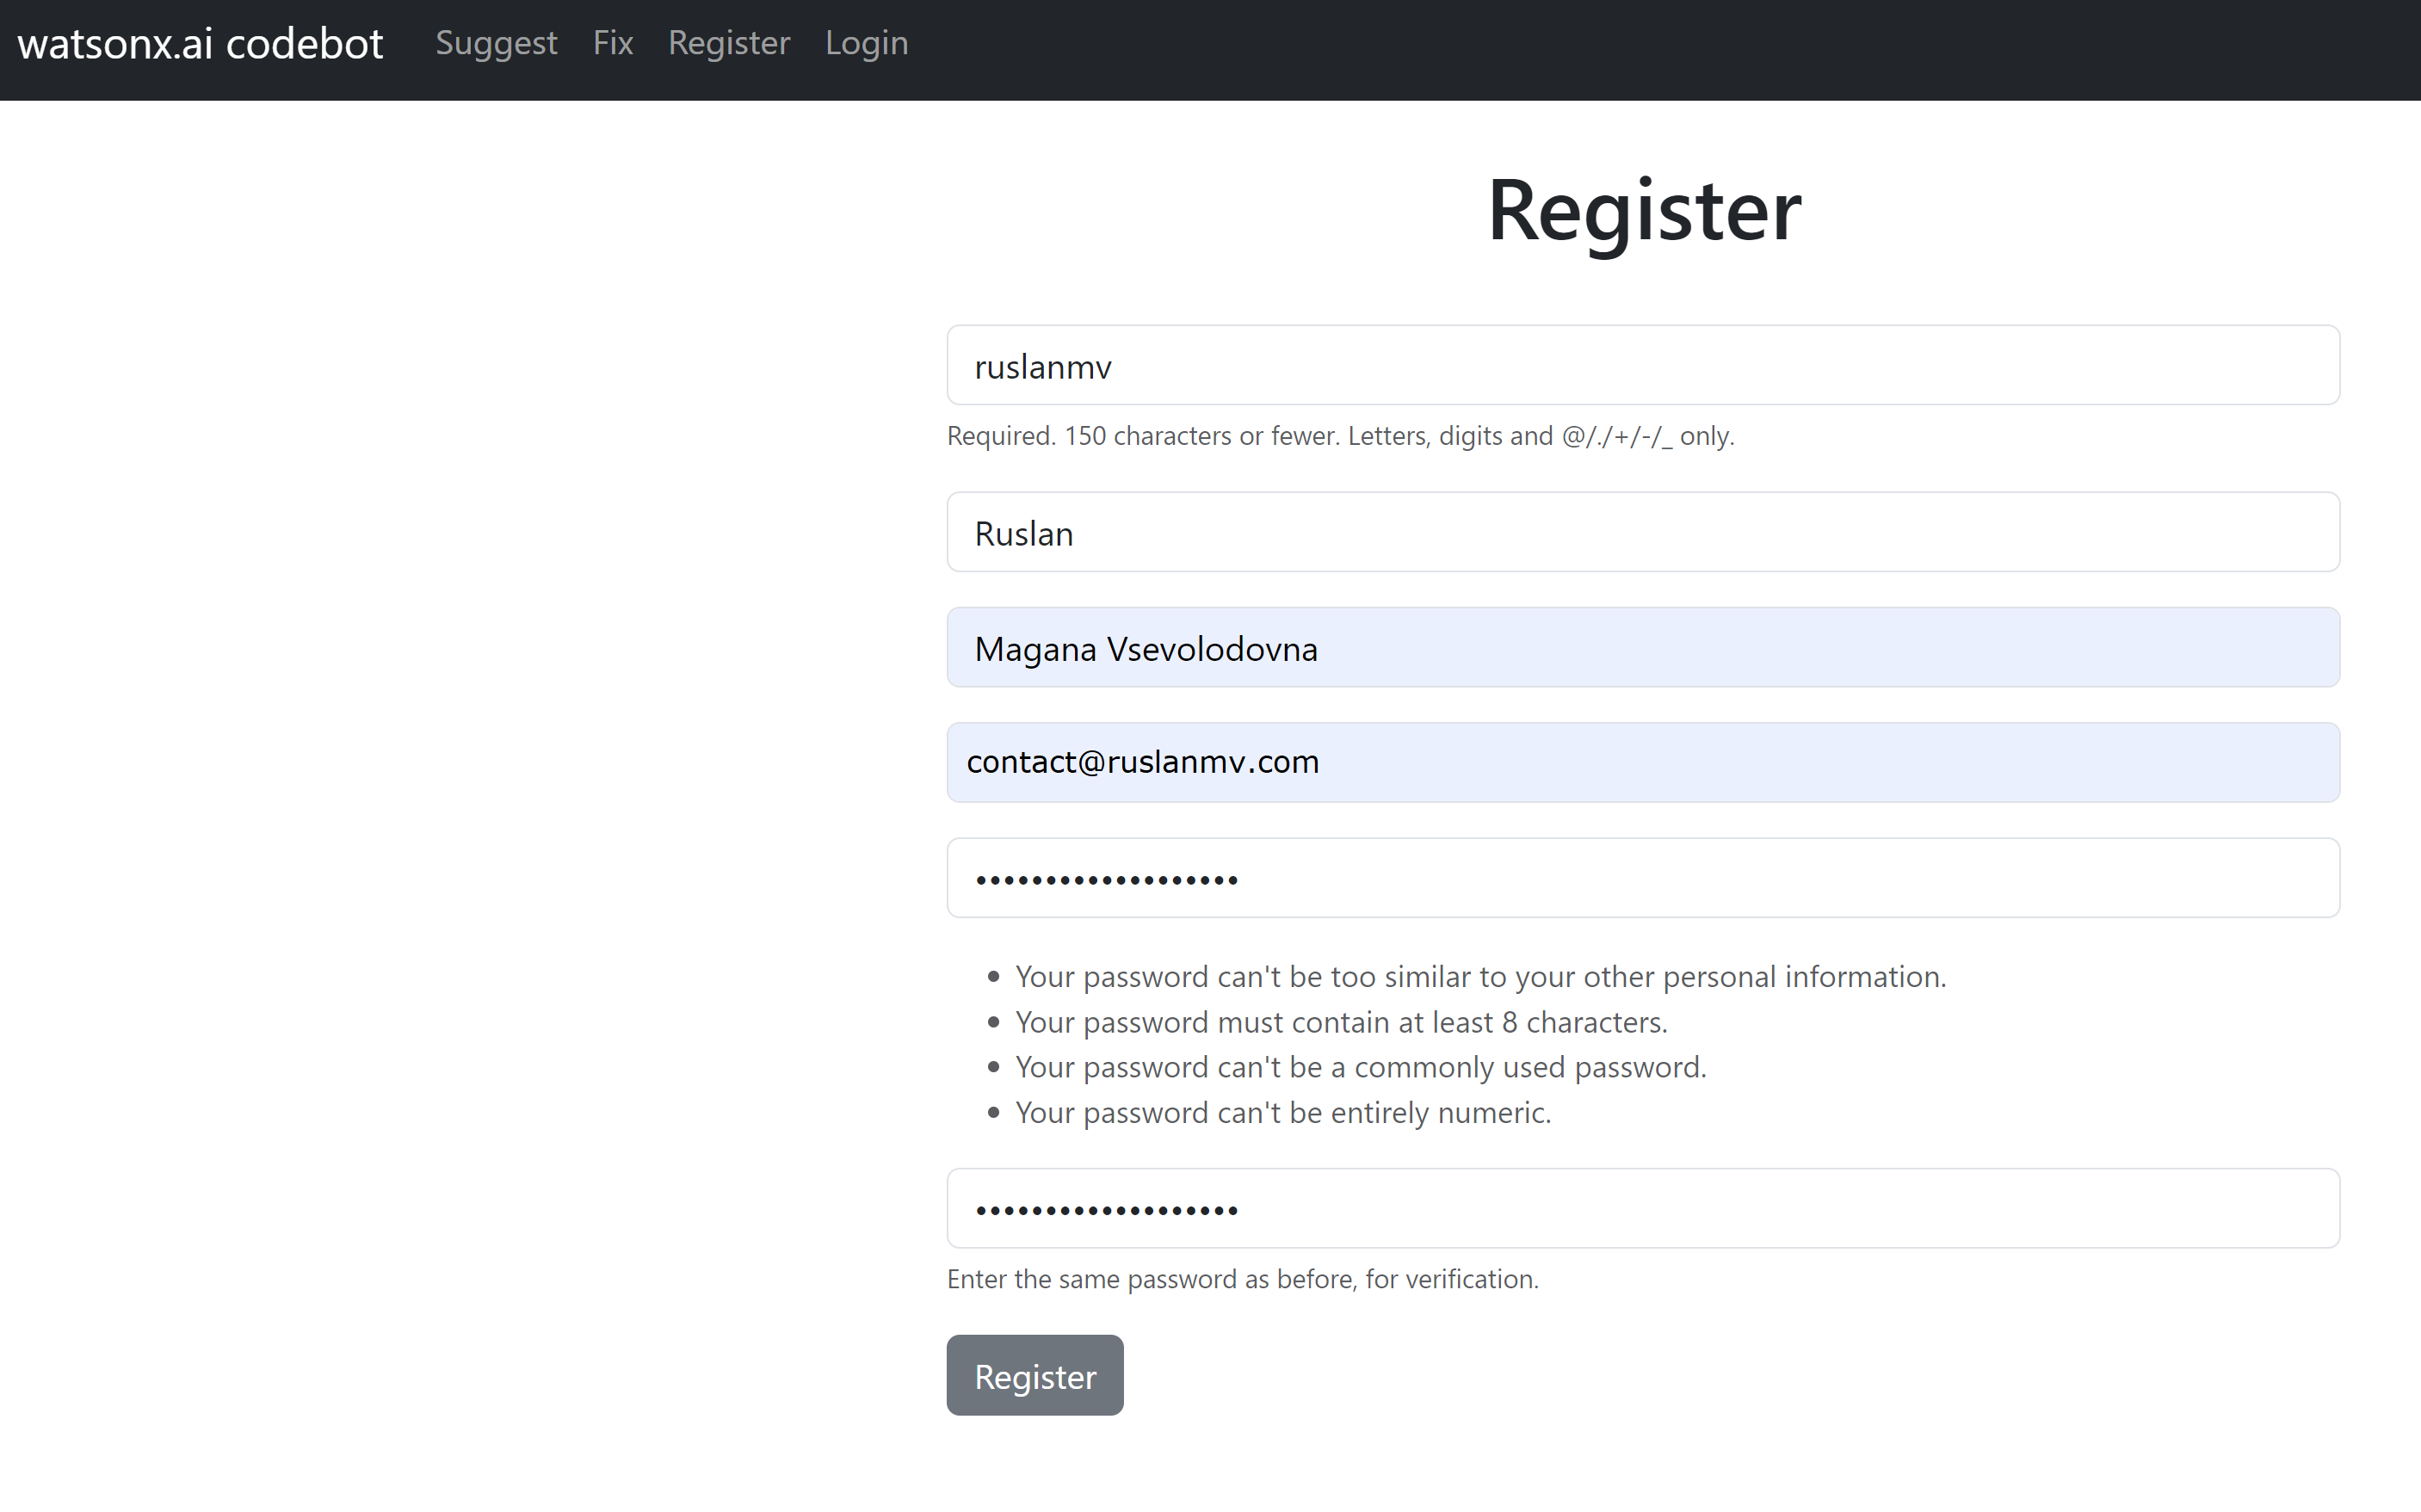 watsonx.ai codebot Suggest Fix Register Login
Register
ruslanmv
Required. 150 characters or fewer. Letters, digits and @/./+/-/_ only.
Ruslan
Magana Vsevolodovna
contact@ruslanmv.com
•••••••••••••••••••
• Your password can't be too similar to your other personal information.
• Your password must contain at least 8 characters.
• Your password can't be a commonly used password.
• Your password can't be entirely numeric.
•••••••••••••••••••
Enter the same password as before, for verification.
Register